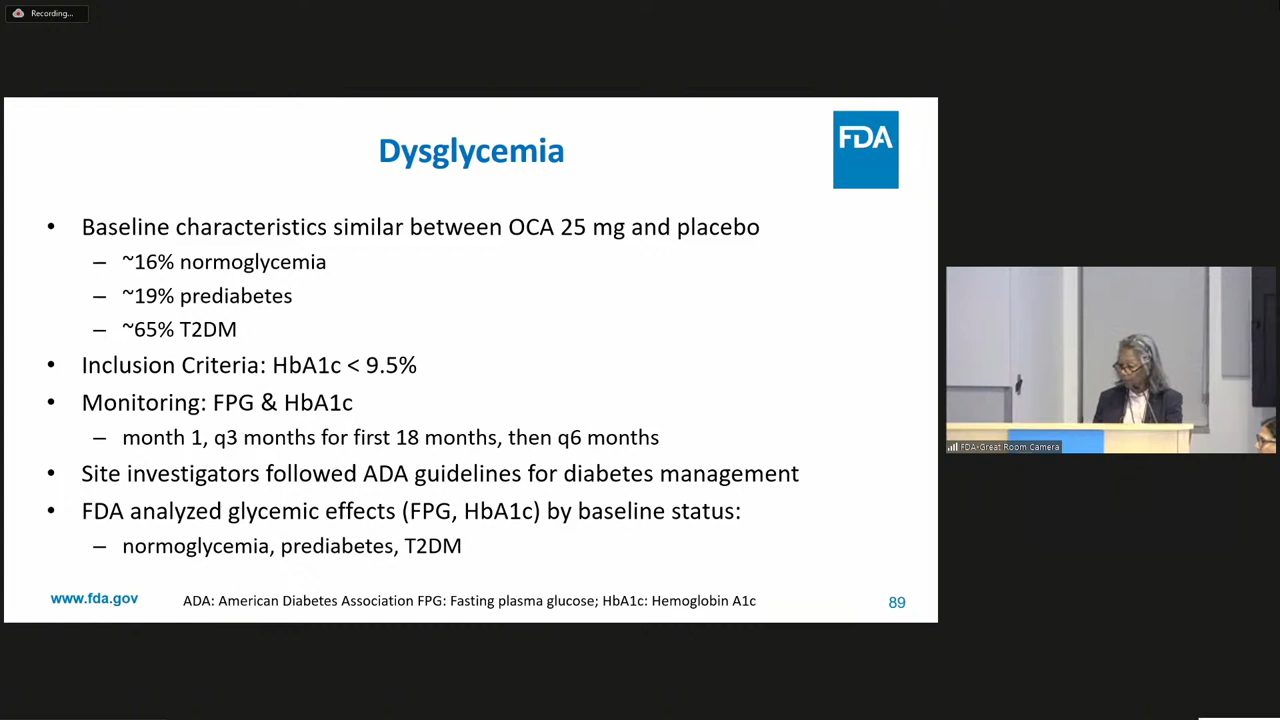 Recording...
FDA
Dysglycemia
• Baseline characteristics similar between OCA 25 mg and placebo
– ~16% normoglycemia
– ~19% prediabetes
– ~65% T2DM
• Inclusion Criteria: HbA1c < 9.5%
• Monitoring: FPG & HbA1c
– month 1, q3 months for first 18 months, then q6 months
• Site investigators followed ADA guidelines for diabetes management
• FDA analyzed glycemic effects (FPG, HbA1c) by baseline status:
– normoglycemia, prediabetes, T2DM
www.fda.gov
ADA: American Diabetes Association FPG: Fasting plasma glucose; HbA1c: Hemoglobin A1c
89
FDA-Great Room Camera